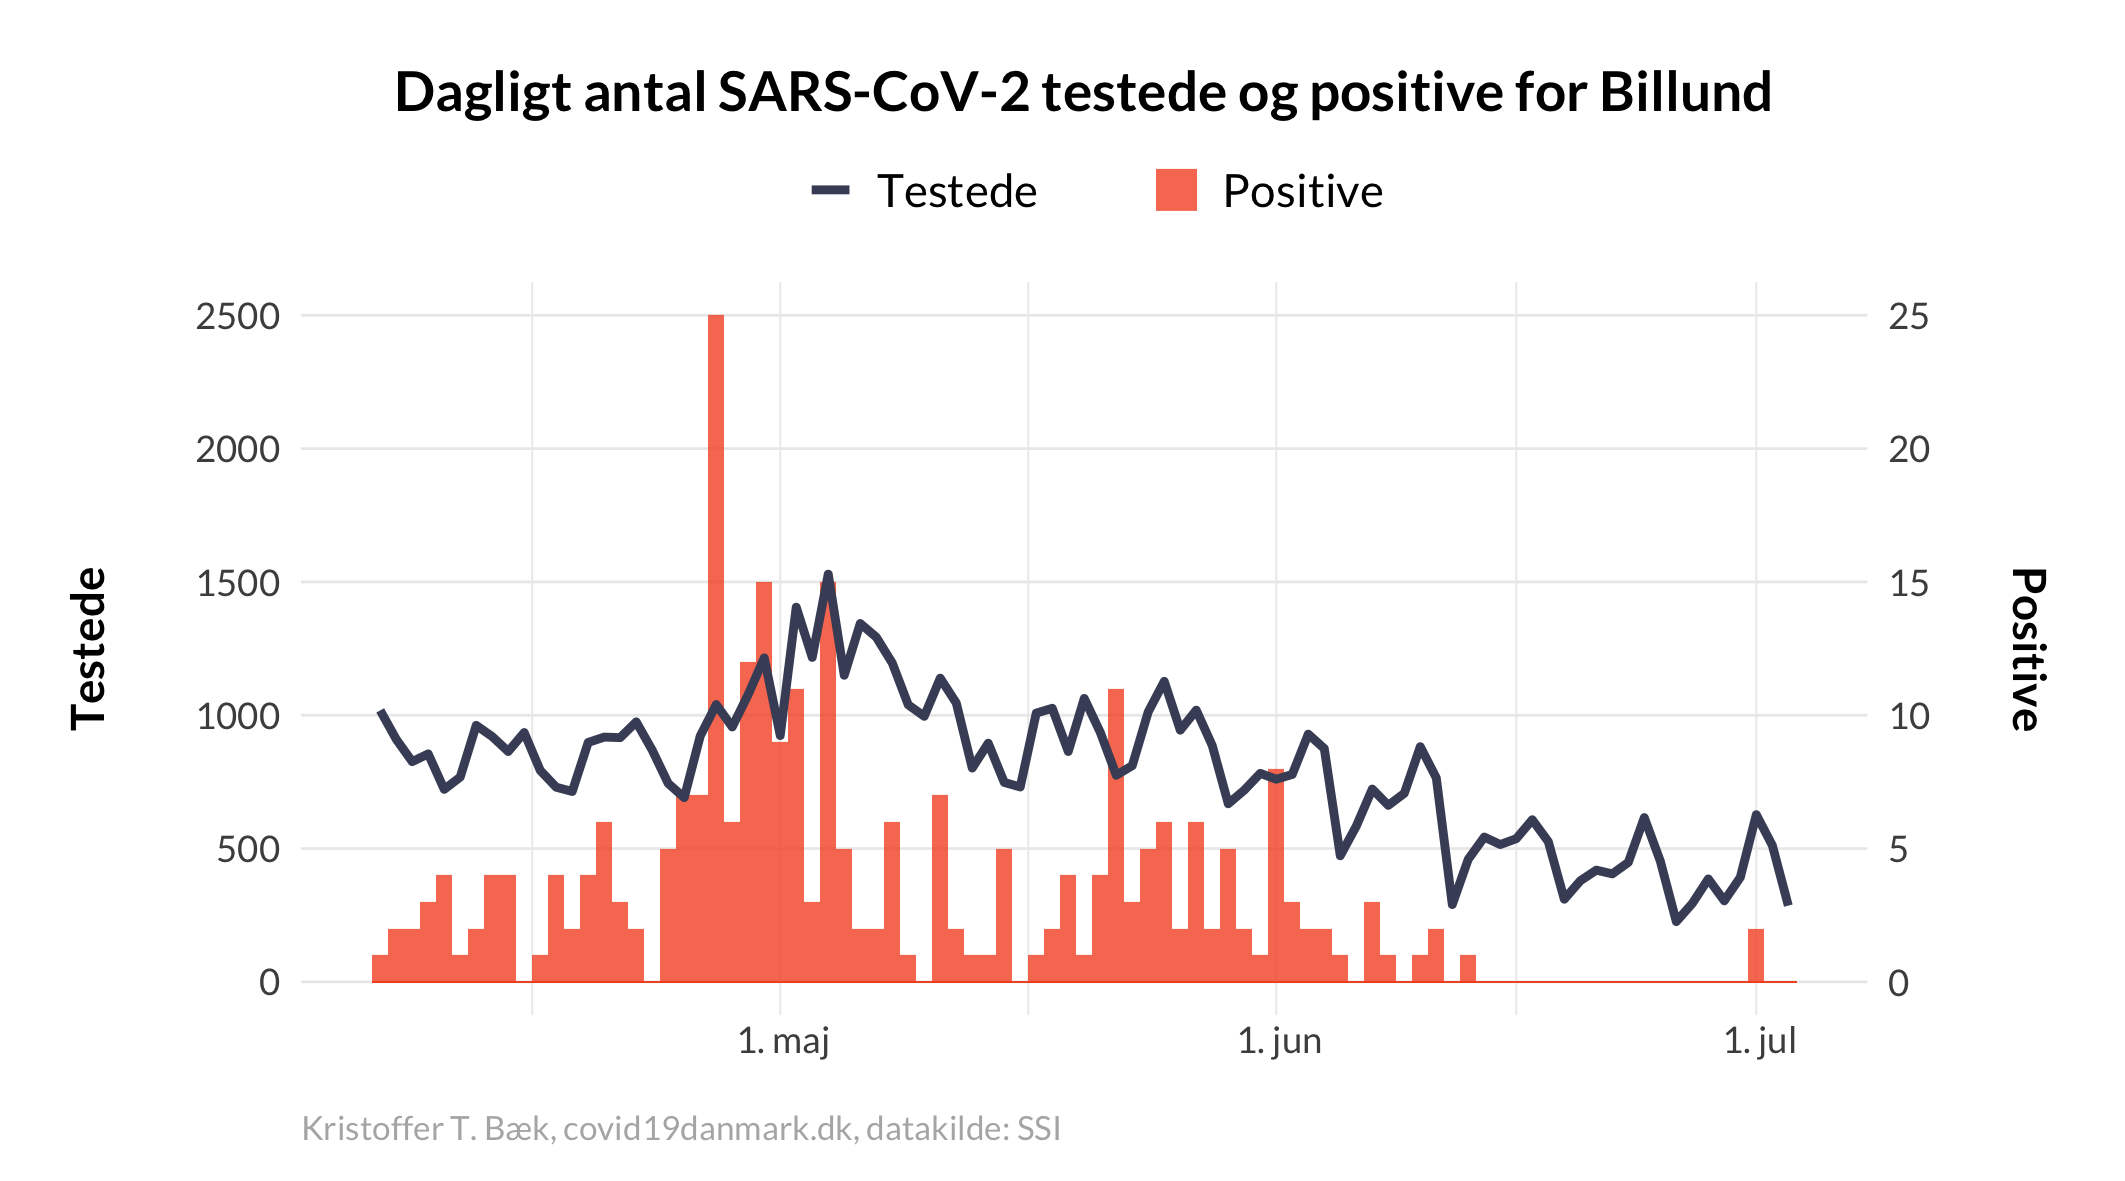 Dagligt antal SARS-CoV-2 testede og positive for Billund
Testede
Positive
2500
2000
1500
1000
500
0
Testede
25
20
15
10
5
0
Positive
1. maj
1. jun
1. jul
Kristoffer T. Bæk, covid19danmark.dk, datakilde: SSI